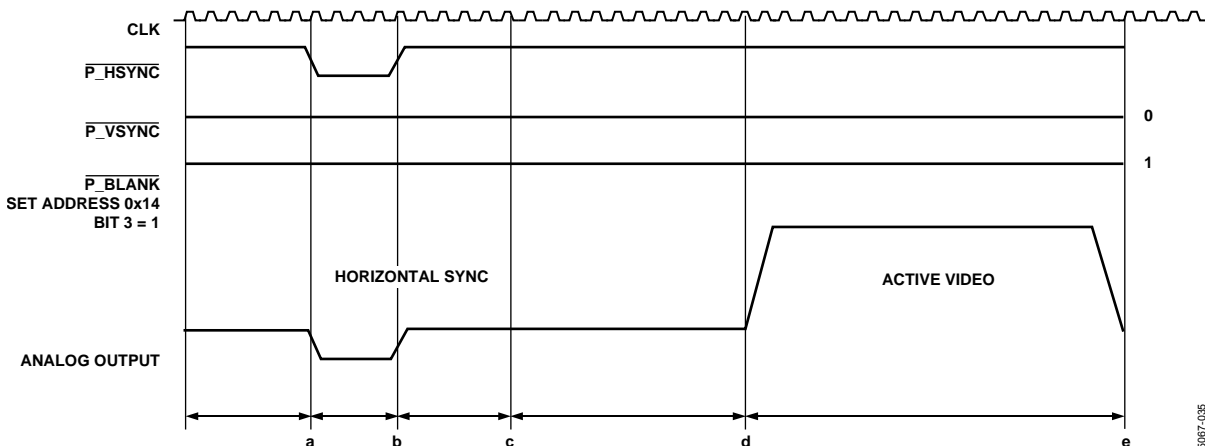 CLK
P_HSYNC
P_VSYNC
0
1
P_BLANK
SET ADDRESS 0x14
BIT 3 = 1
HORIZONTAL SYNC
ACTIVE VIDEO
ANALOG OUTPUT
a b c d e